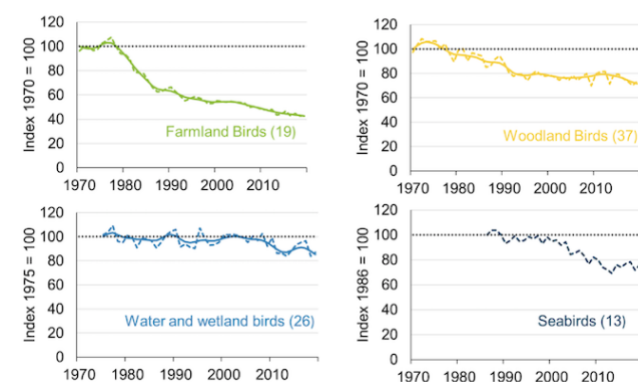 120
100
80
60
40
20
0
Index 1970 = 100
Farmland Birds (19)
1970 1980 1990 2000 2010
120
100
80
60
40
20
0
Index 1970 = 100
Woodland Birds (37)
1970 1980 1990 2000 2010
120
100
80
60
40
20
0
Index 1975 = 100
Water and wetland birds (26)
1970 1980 1990 2000 2010
120
100
80
60
40
20
0
Index 1986 = 100
Seabirds (13)
1970 1980 1990 2000 2010